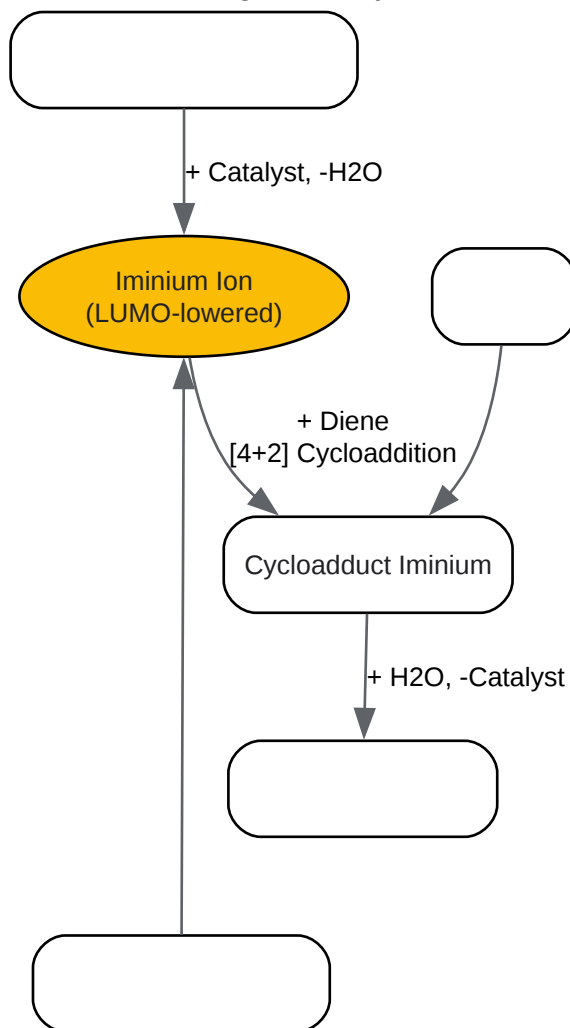 + Catalyst, -H2O
Iminium Ion
(LUMO-lowered)
+ Diene
[4+2] Cycloaddition
Cycloadduct Iminium
+ H2O, -Catalyst